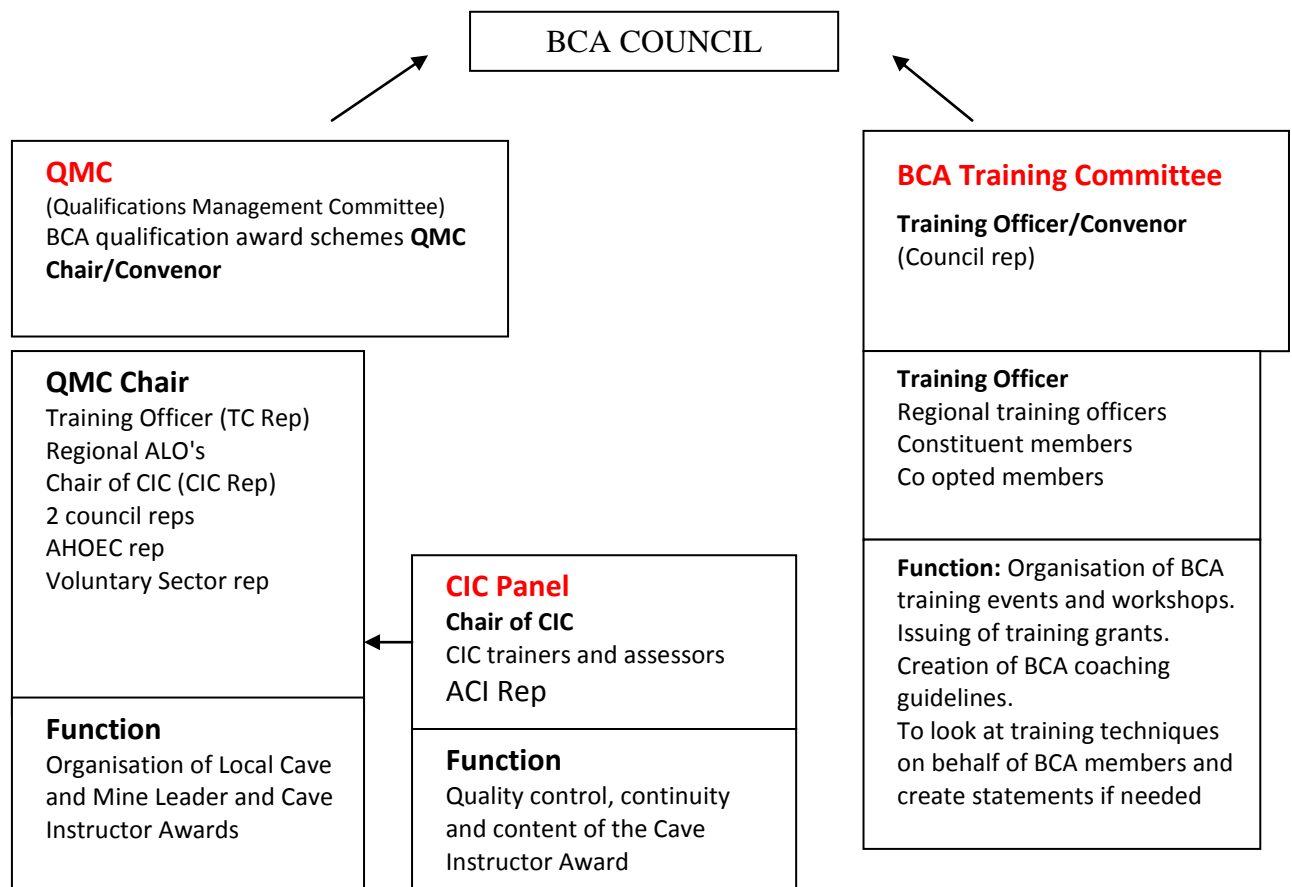 BCA COUNCIL
QMC
(Qualifications Management Committee)
BCA qualification award schemes QMC
Chair/Convenor
QMC Chair
Training Officer (TC Rep)
Regional ALO's
Chair of CIC (CIC Rep)
2 council reps
AHOEC rep
Voluntary Sector rep
Function
Organisation of Local Cave
and Mine Leader and Cave
Instructor Awards
CIC Panel
Chair of CIC
CIC trainers and assessors
ACI Rep
Function
Quality control, continuity
and content of the Cave
Instructor Award
BCA Training Committee
Training Officer/Convenor
(Council rep)
Training Officer
Regional training officers
Constituent members
Co opted members
Function: Organisation of BCA
training events and workshops.
Issuing of training grants.
Creation of BCA coaching
guidelines.
To look at training techniques
on behalf of BCA members and
create statements if needed